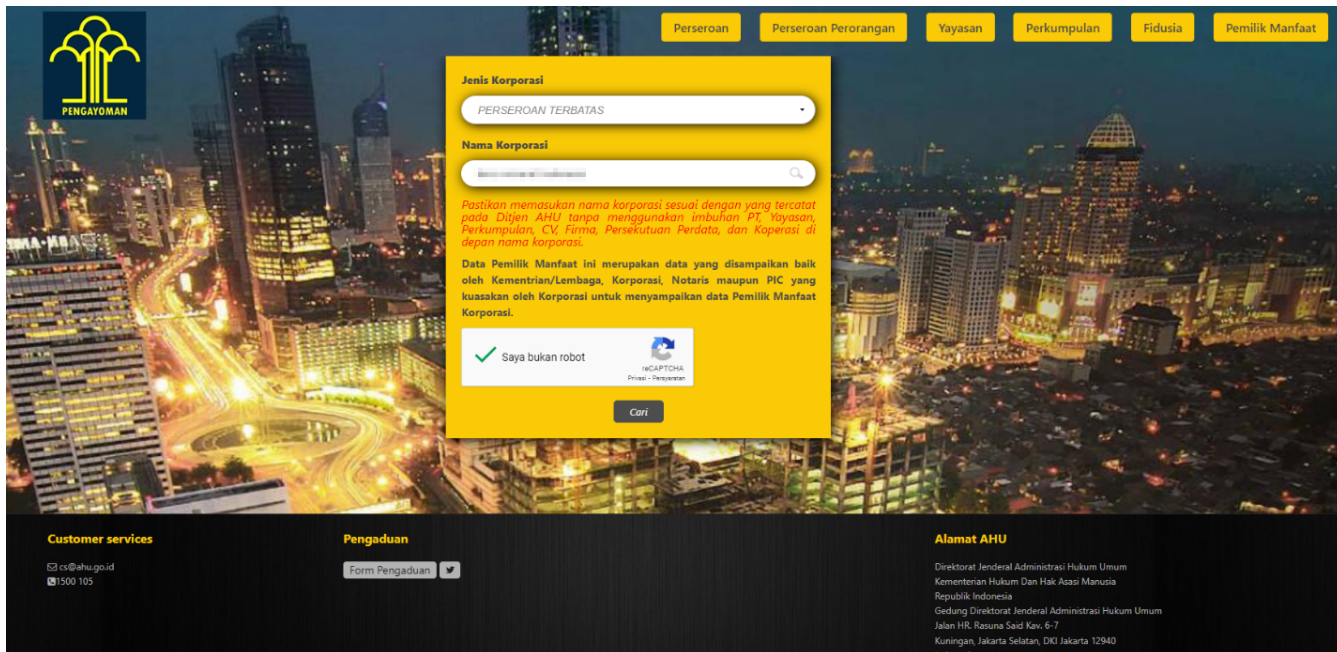 PENGAYOMAN
Perseroan
Perseroan Perorangan
Yayasan
Perkumpulan
Fidusia
Pemilik Manfaat
Jenis Korporasi
PERSEROAN TERBATAS
Nama Korporasi
Pastikan memasukan nama korporasi sesuai dengan yang tercatat
pada Ditjen AHU tanpa menggunakan imbuhan PT, Yayasan,
Perkumpulan, CV, Firma, Persekutuan Perdata, dan Koperasi di
depan nama korporasi.
Data Pemilik Manfaat ini merupakan data yang disampaikan baik
oleh Kementrian/Lembaga, Korporasi, Notaris maupun PIC yang
kuasakan oleh Korporasi untuk menyampaikan data Pemilik Manfaat
Korporasi.
Saya bukan robot
reCAPTCHA
Privasi - Persyaratan
Cari
Customer services
cs@ahu.go.id
1500 105
Pengaduan
Form Pengaduan
Alamat AHU
Direktorat Jenderal Administrasi Hukum Umum
Kementerian Hukum Dan Hak Asasi Manusia
Republik Indonesia
Gedung Direktorat Jenderal Administrasi Hukum Umum
Jalan HR. Rasuna Said Kav. 6-7
Kuningan, Jakarta Selatan, DKI Jakarta 12940